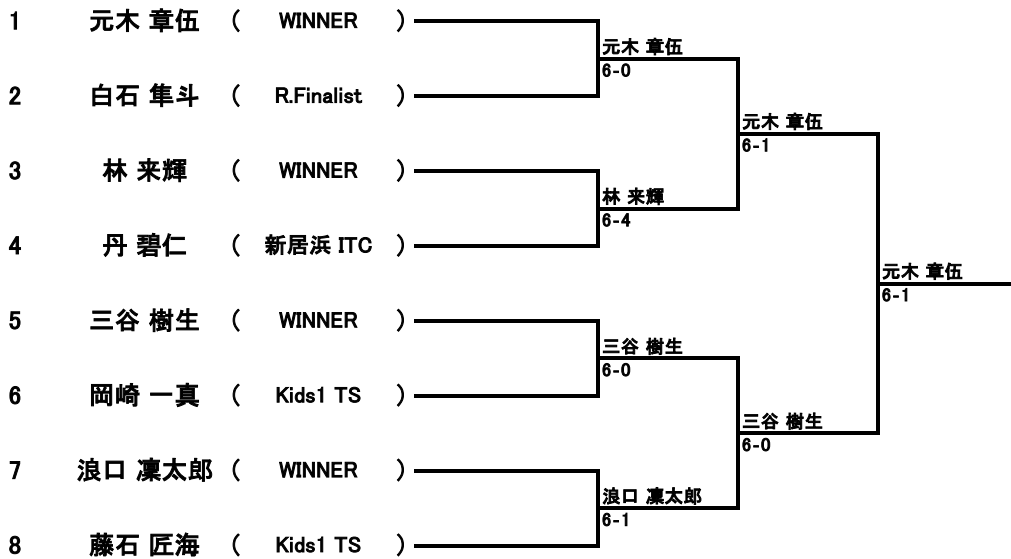 1 元木 章伍 ( WINNER )
元木 章伍
6-0
2 白石 隼斗 ( R.Finalist )
元木 章伍
6-1
3 林 来輝 ( WINNER )
林 来輝
6-4
4 丹 碧仁 ( 新居浜 ITC )
元木 章伍
6-1
5 三谷 樹生 ( WINNER )
三谷 樹生
6-0
6 岡崎 一真 ( Kids1 TS )
三谷 樹生
6-0
7 浪口 凜太郎 ( WINNER )
浪口 凜太郎
6-1
8 藤石 匠海 ( Kids1 TS )